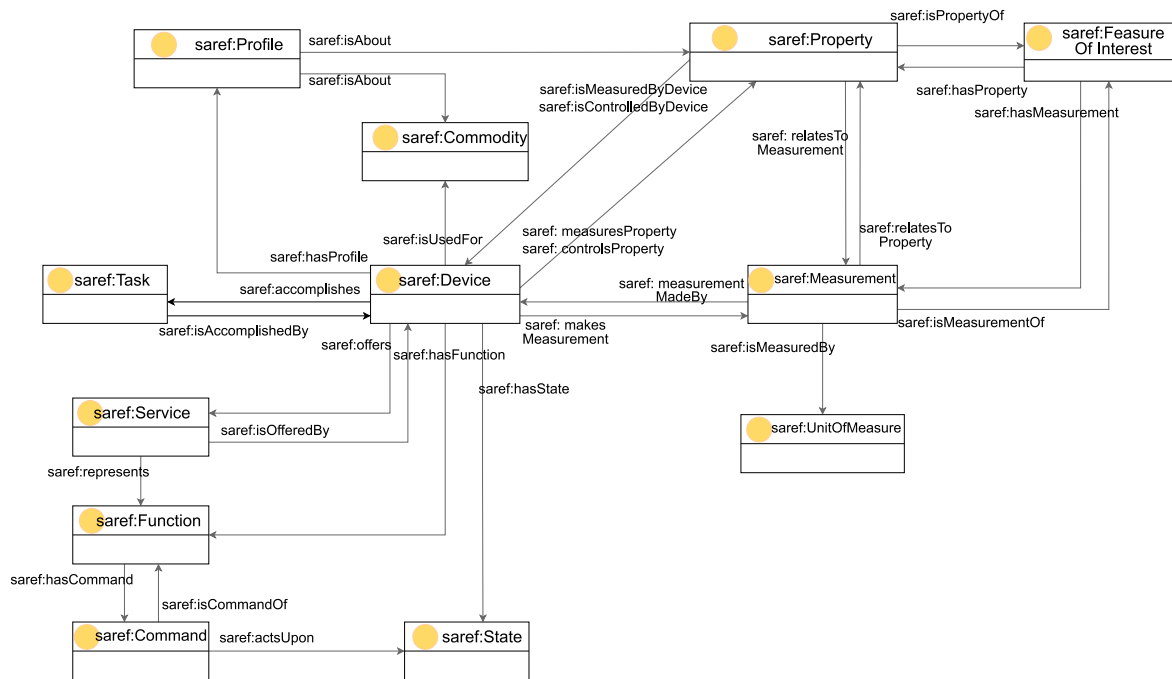 saref:Profile
saref:isAbout
saref:isAbout
saref:Property
saref:isPropertyOf
saref:Feasure
Of Interest
saref:hasProperty
saref:hasMeasurement
saref:isMeasuredByDevice
saref:isControlledByDevice
saref:Commodity
saref: relatesTo
Measurement
saref:isUsedFor
saref: measuresProperty
saref: controlsProperty
saref:relatesTo
Property
saref:hasProfile
saref:Task
saref:accomplishes
saref:Device
saref: measurement
MadeBy
saref:Measurement
saref:isAccomplishedBy
saref:offers
saref:hasFunction
saref: makes
Measurement
saref:isMeasuredBy
saref:isMeasurementOf
saref:hasState
saref:Service
saref:isOfferedBy
saref:UnitOfMeasure
saref:represents
saref:Function
saref:hasCommand
saref:isCommandOf
saref:Command
saref:actsUpon
saref:State